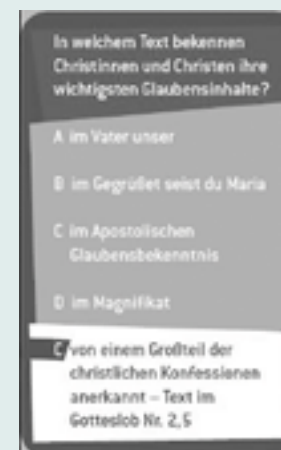 In welchem Text bekennen
Christinnen und Christen ihre
wichtigsten Glaubensinhalte?
A im Vater unser
B im Gegrüßet seist du Maria
C im Apostolischen
Glaubensbekenntnis
D im Magnifikat
C von einem Großteil der
christlichen Konfessionen
anerkannt – Text im
Gotteslob Nr. 2,5